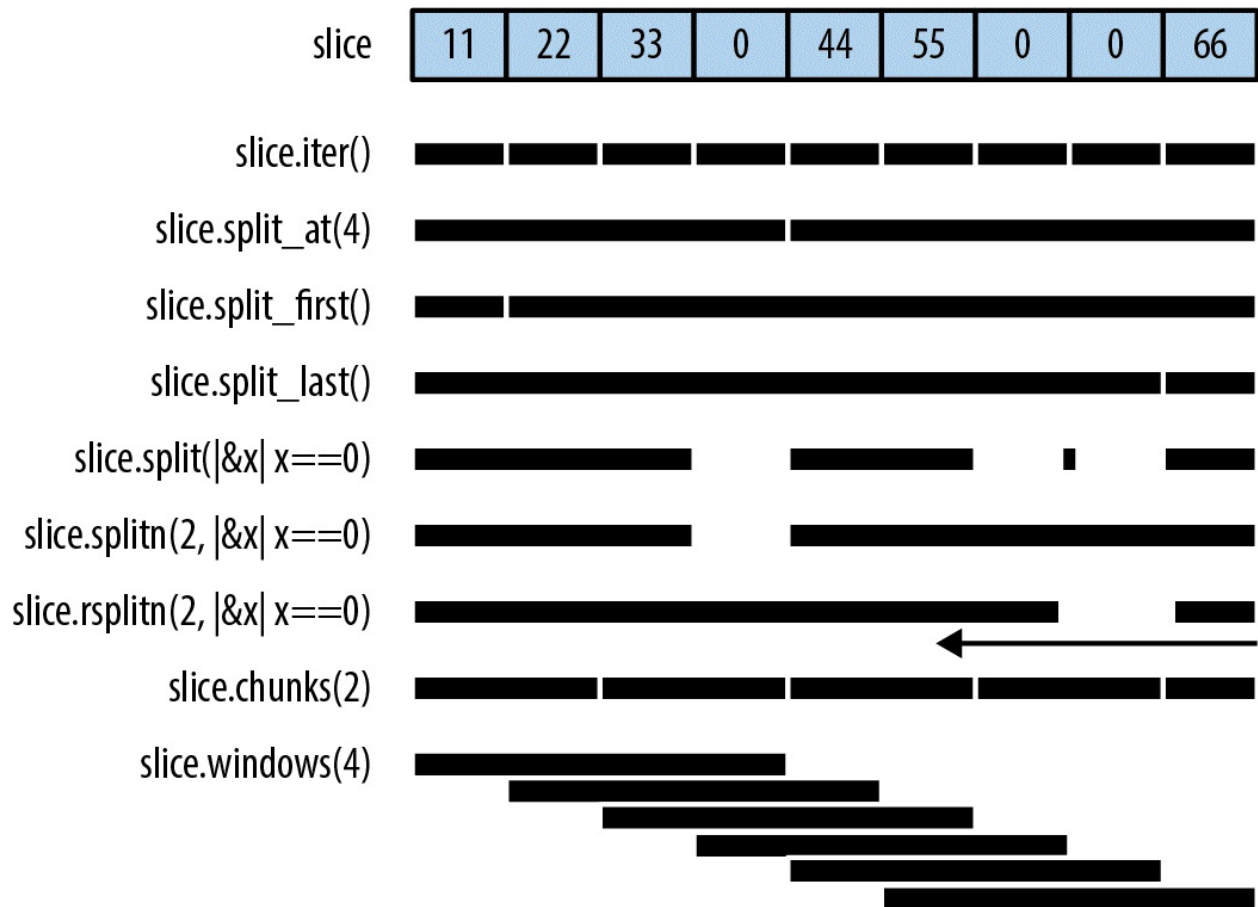 slice 11 22 33 0 44 55 0 0 66
slice.iter()
slice.split_at(4)
slice.split_first()
slice.split_last()
slice.split(|&x| x==0)
slice.splitn(2, |&x| x==0)
slice.rsplitn(2, |&x| x==0)
slice.chunks(2)
slice.windows(4)